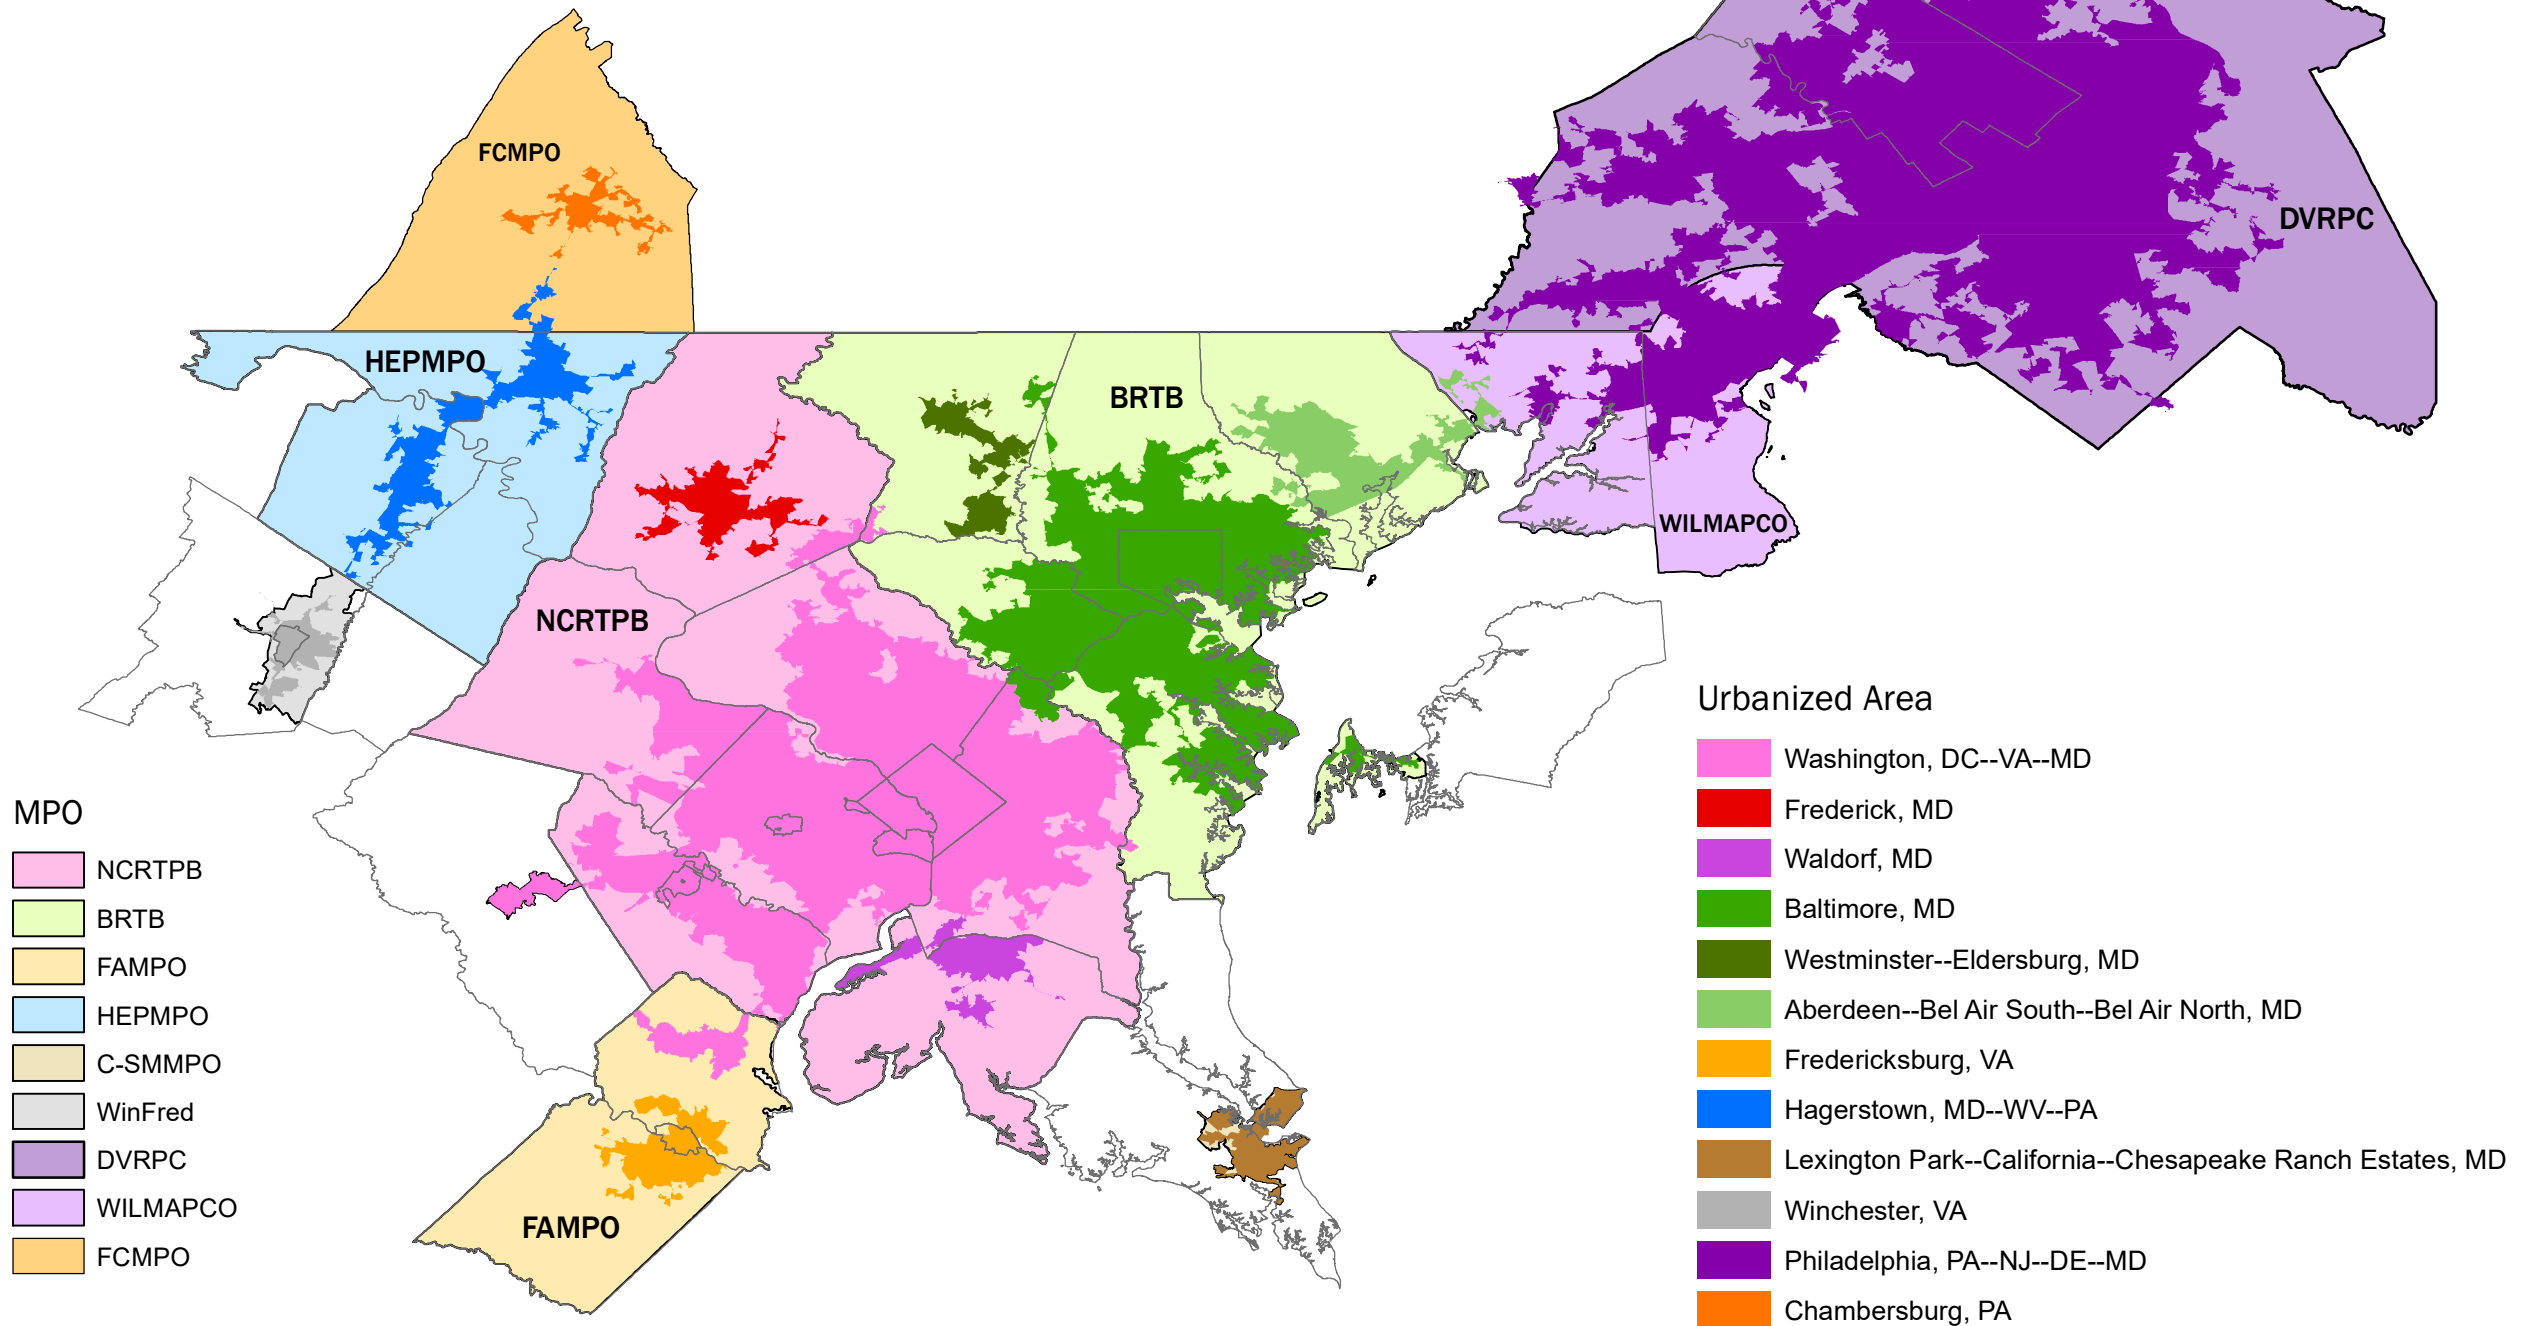 FCMPO
DVRPC
HEPMPO
BRTB
WILMAPCO
NCRTPB
FAMPO
MPO
NCRTPB
BRTB
FAMPO
HEPMPO
C-SMMPO
WinFred
DVRPC
WILMAPCO
FCMPO
Urbanized Area
Washington, DC--VA--MD
Frederick, MD
Waldorf, MD
Baltimore, MD
Westminster--Eldersburg, MD
Aberdeen--Bel Air South--Bel Air North, MD
Fredericksburg, VA
Hagerstown, MD--WV--PA
Lexington Park--California--Chesapeake Ranch Estates, MD
Winchester, VA
Philadelphia, PA--NJ--DE--MD
Chambersburg, PA